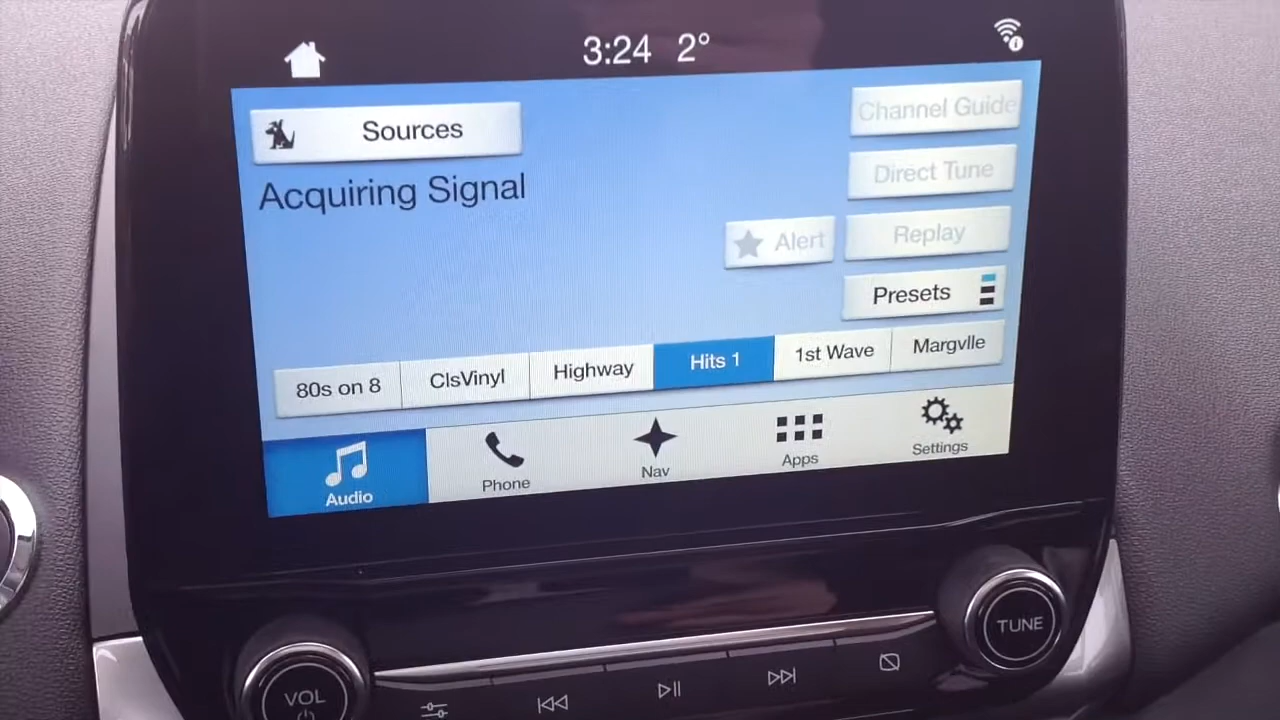 3:24 2°
Sources
Channel Guide
Acquiring Signal
Direct Tune
Alert
Replay
Presets
80s on 8
ClsVinyl
Highway
Hits 1
1st Wave
Margvlle
Audio
Phone
Nav
Apps
Settings
VOL
TUNE